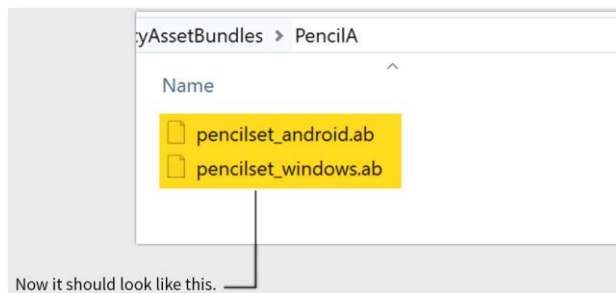 yAssetBundles > PencilA
Name
pencilset_android.ab
pencilset_windows.ab
Now it should look like this.